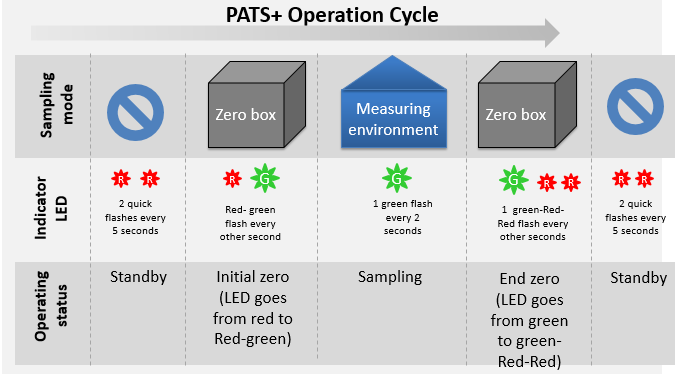 PATS+ Operation Cycle
Sampling
mode
Zero box
Measuring
environment
Zero box
Indicator
LED
R R
2 quick
flashes every
5 seconds
R G
Red- green
flash every
other second
G
1 green flash
every 2
seconds
G R R
1 green-Red-
Red flash every
other seconds
R R
2 quick
flashes every
5 seconds
Operating
status
Standby
Initial zero
(LED goes
from red to
Red-green)
Sampling
End zero
(LED goes
from green
to green-
Red-Red)
Standby